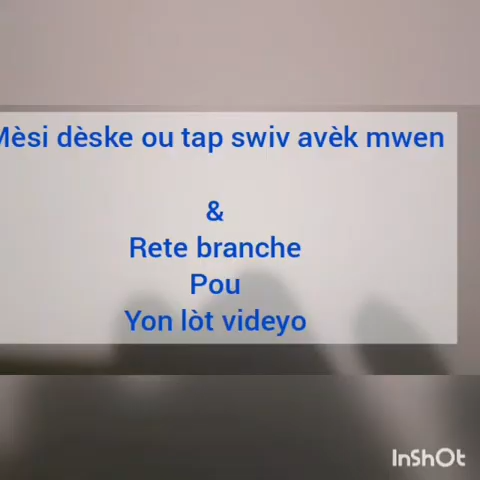 Mèsi dèske ou tap swiv avèk mwen
&
Rete branche
Pou
Yon lòt videyo
InShOt